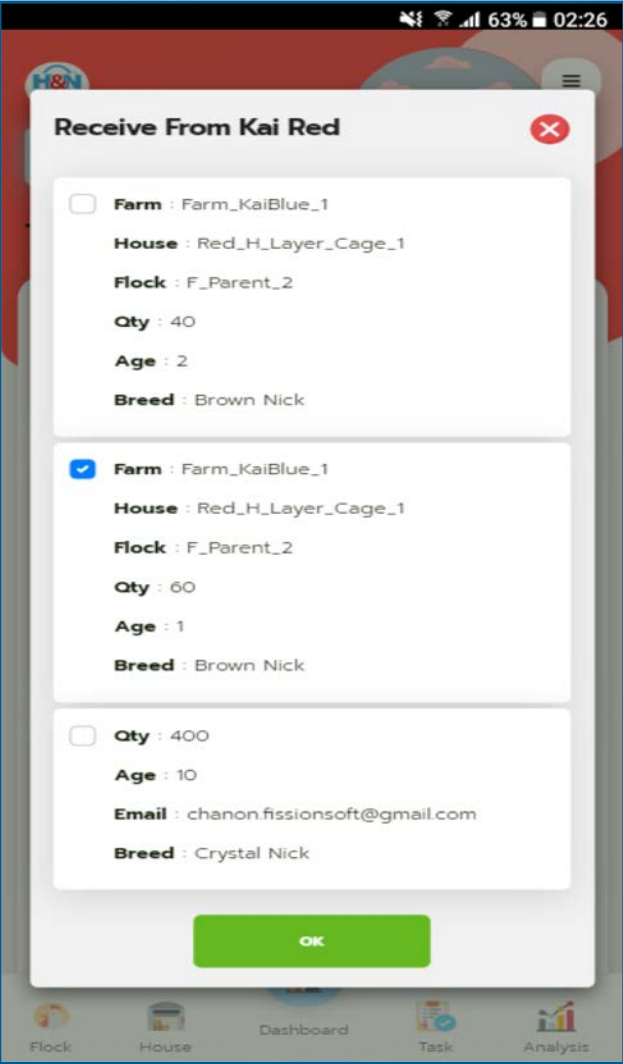 63% 02:26
H&N
Receive From Kai Red
Farm : Farm_KaiBlue_1
House : Red_H_Layer_Cage_1
Flock : F_Parent_2
Qty : 40
Age : 2
Breed : Brown Nick
Farm : Farm_KaiBlue_1
House : Red_H_Layer_Cage_1
Flock : F_Parent_2
Qty : 60
Age : 1
Breed : Brown Nick
Qty : 400
Age : 10
Email : chanon.fissionsoft@gmail.com
Breed : Crystal Nick
OK
Flock House Dashboard Task Analysis